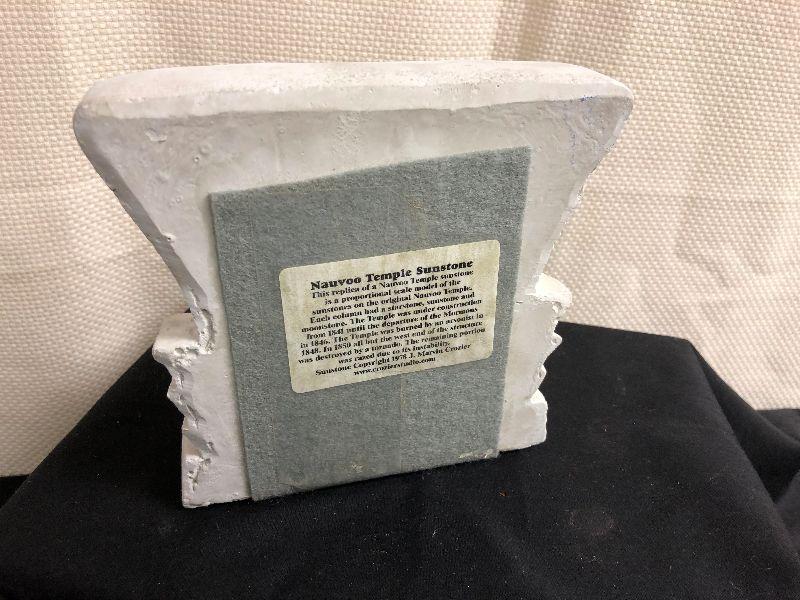 Nauvoo Temple Sunstone
This replica of a Nauvoo Temple sunstone
is a proportional scale model of the
sunstones on the original Nauvoo Temple.
Each column had a starstone, sunstone and
moonstone. The Temple was under construction
from 1841 until the departure of the Mormons
in 1846. The Temple was burned by an arsonist in
1848. In 1850 all but the west end of the structure
was destroyed by a tornado. The remaining portion
was razed due to its instability.
Sunstone Copyright 1978 J. Marvin Crozier
www.crozierstudio.com